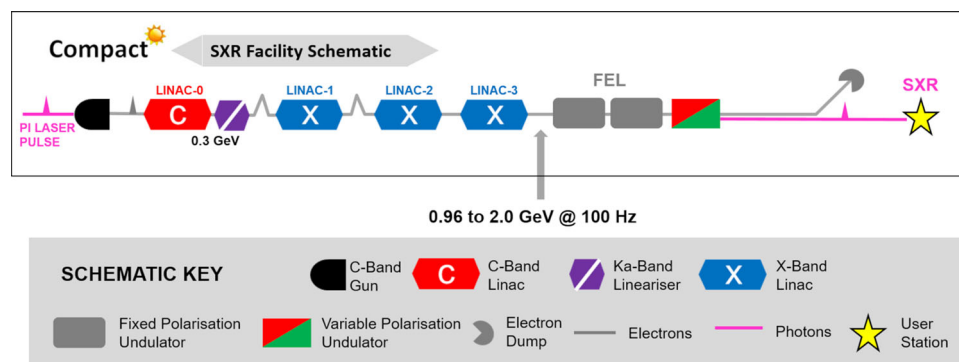 Compact
SXR Facility Schematic
LINAC-0
LINAC-1
LINAC-2
LINAC-3
FEL
SXR
C
X
X
X
PI LASER
PULSE
0.3 GeV
0.96 to 2.0 GeV @ 100 Hz
SCHEMATIC KEY
C-Band
Gun
C
C-Band
Linac
Ka-Band
Lineariser
X
X-Band
Linac
Fixed Polarisation
Undulator
Variable Polarisation
Undulator
Electron
Dump
Electrons
Photons
User
Station